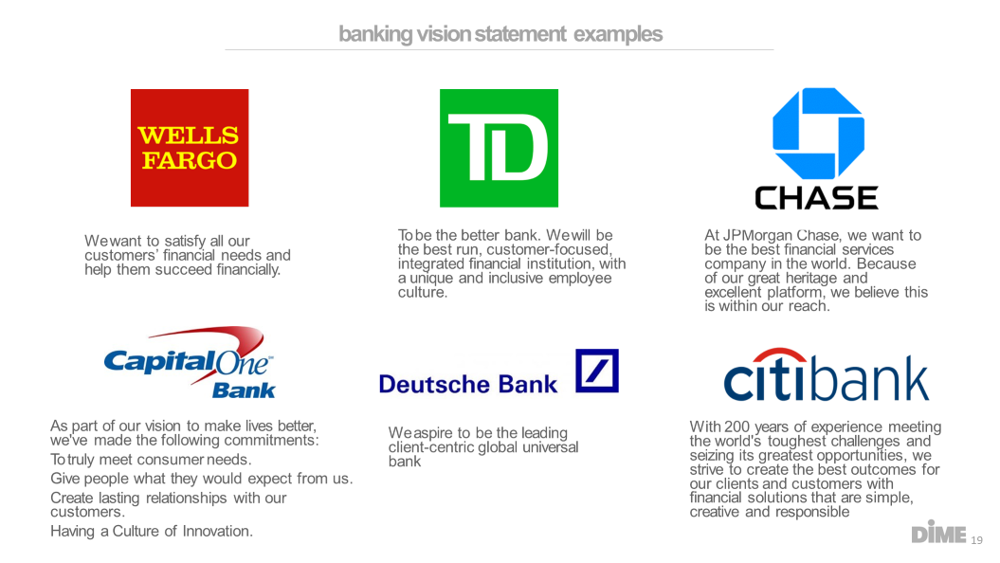 banking vision statement examples
WELLS
FARGO
We want to satisfy all our
customers' financial needs and
help them succeed financially.
TD
To be the better bank. We will be
the best run, customer-focused,
integrated financial institution, with
a unique and inclusive employee
culture.
CHASE
At JPMorgan Chase, we want to
be the best financial services
company in the world. Because
of our great heritage and
excellent platform, we believe this
is within our reach.
Capital One
Bank
As part of our vision to make lives better,
we've made the following commitments:
To truly meet consumer needs.
Give people what they would expect from us.
Create lasting relationships with our
customers.
Having a Culture of Innovation.
Deutsche Bank
We aspire to be the leading
client-centric global universal
bank
citibank
With 200 years of experience meeting
the world's toughest challenges and
seizing its greatest opportunities, we
strive to create the best outcomes for
our clients and customers with
financial solutions that are simple,
creative and responsible
DiME 19